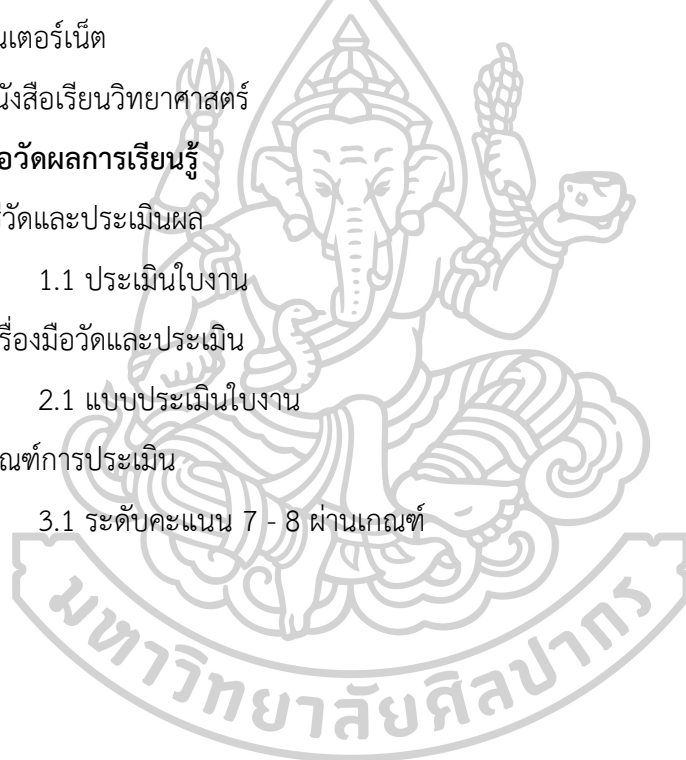 นเตอร์เน็ต
นังสือเรียนวิทยาศาสตร์
อวัดผลการเรียนรู้
วัดและประเมินผล
1.1 ประเมินใบงาน
รื่องมือวัดและประเมิน
2.1 แบบประเมินใบงาน
ณฑ์การประเมิน
3.1 ระดับคะแนน 7 - 8 ผ่านเกณฑ์
มหาวิทยาลัยศิลปากร